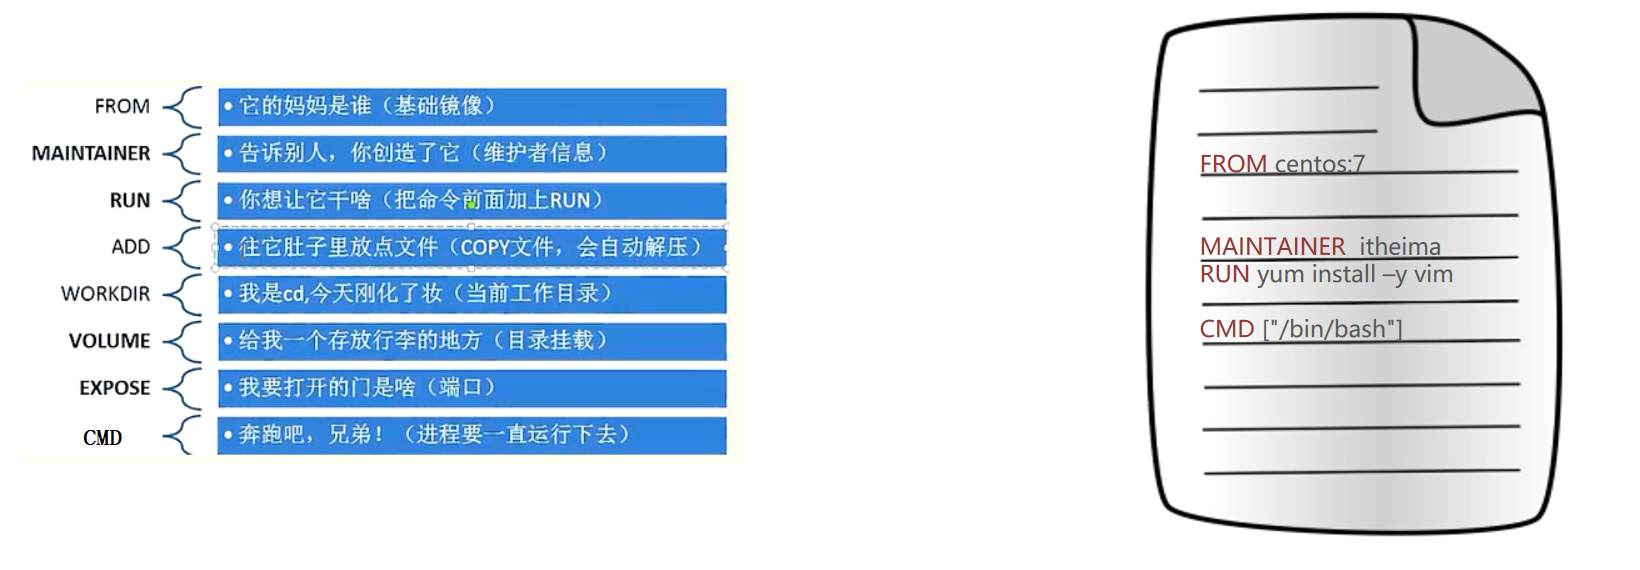 FROM
• 它的妈妈是谁（基础镜像）
MAINTAINER
• 告诉别人，你创造了它（维护者信息）
RUN
• 你想让它干啥（把命令前面加上RUN）
ADD
• 往它肚子里放点文件（COPY文件，会自动解压）
WORKDIR
• 我是cd,今天刚化了妆（当前工作目录）
VOLUME
• 给我一个存放行李的地方（目录挂载）
EXPOSE
• 我要打开的门是啥（端口）
CMD
• 奔跑吧，兄弟！（进程要一直运行下去）
FROM centos:7
MAINTAINER itheima
RUN yum install –y vim
CMD ["/bin/bash"]